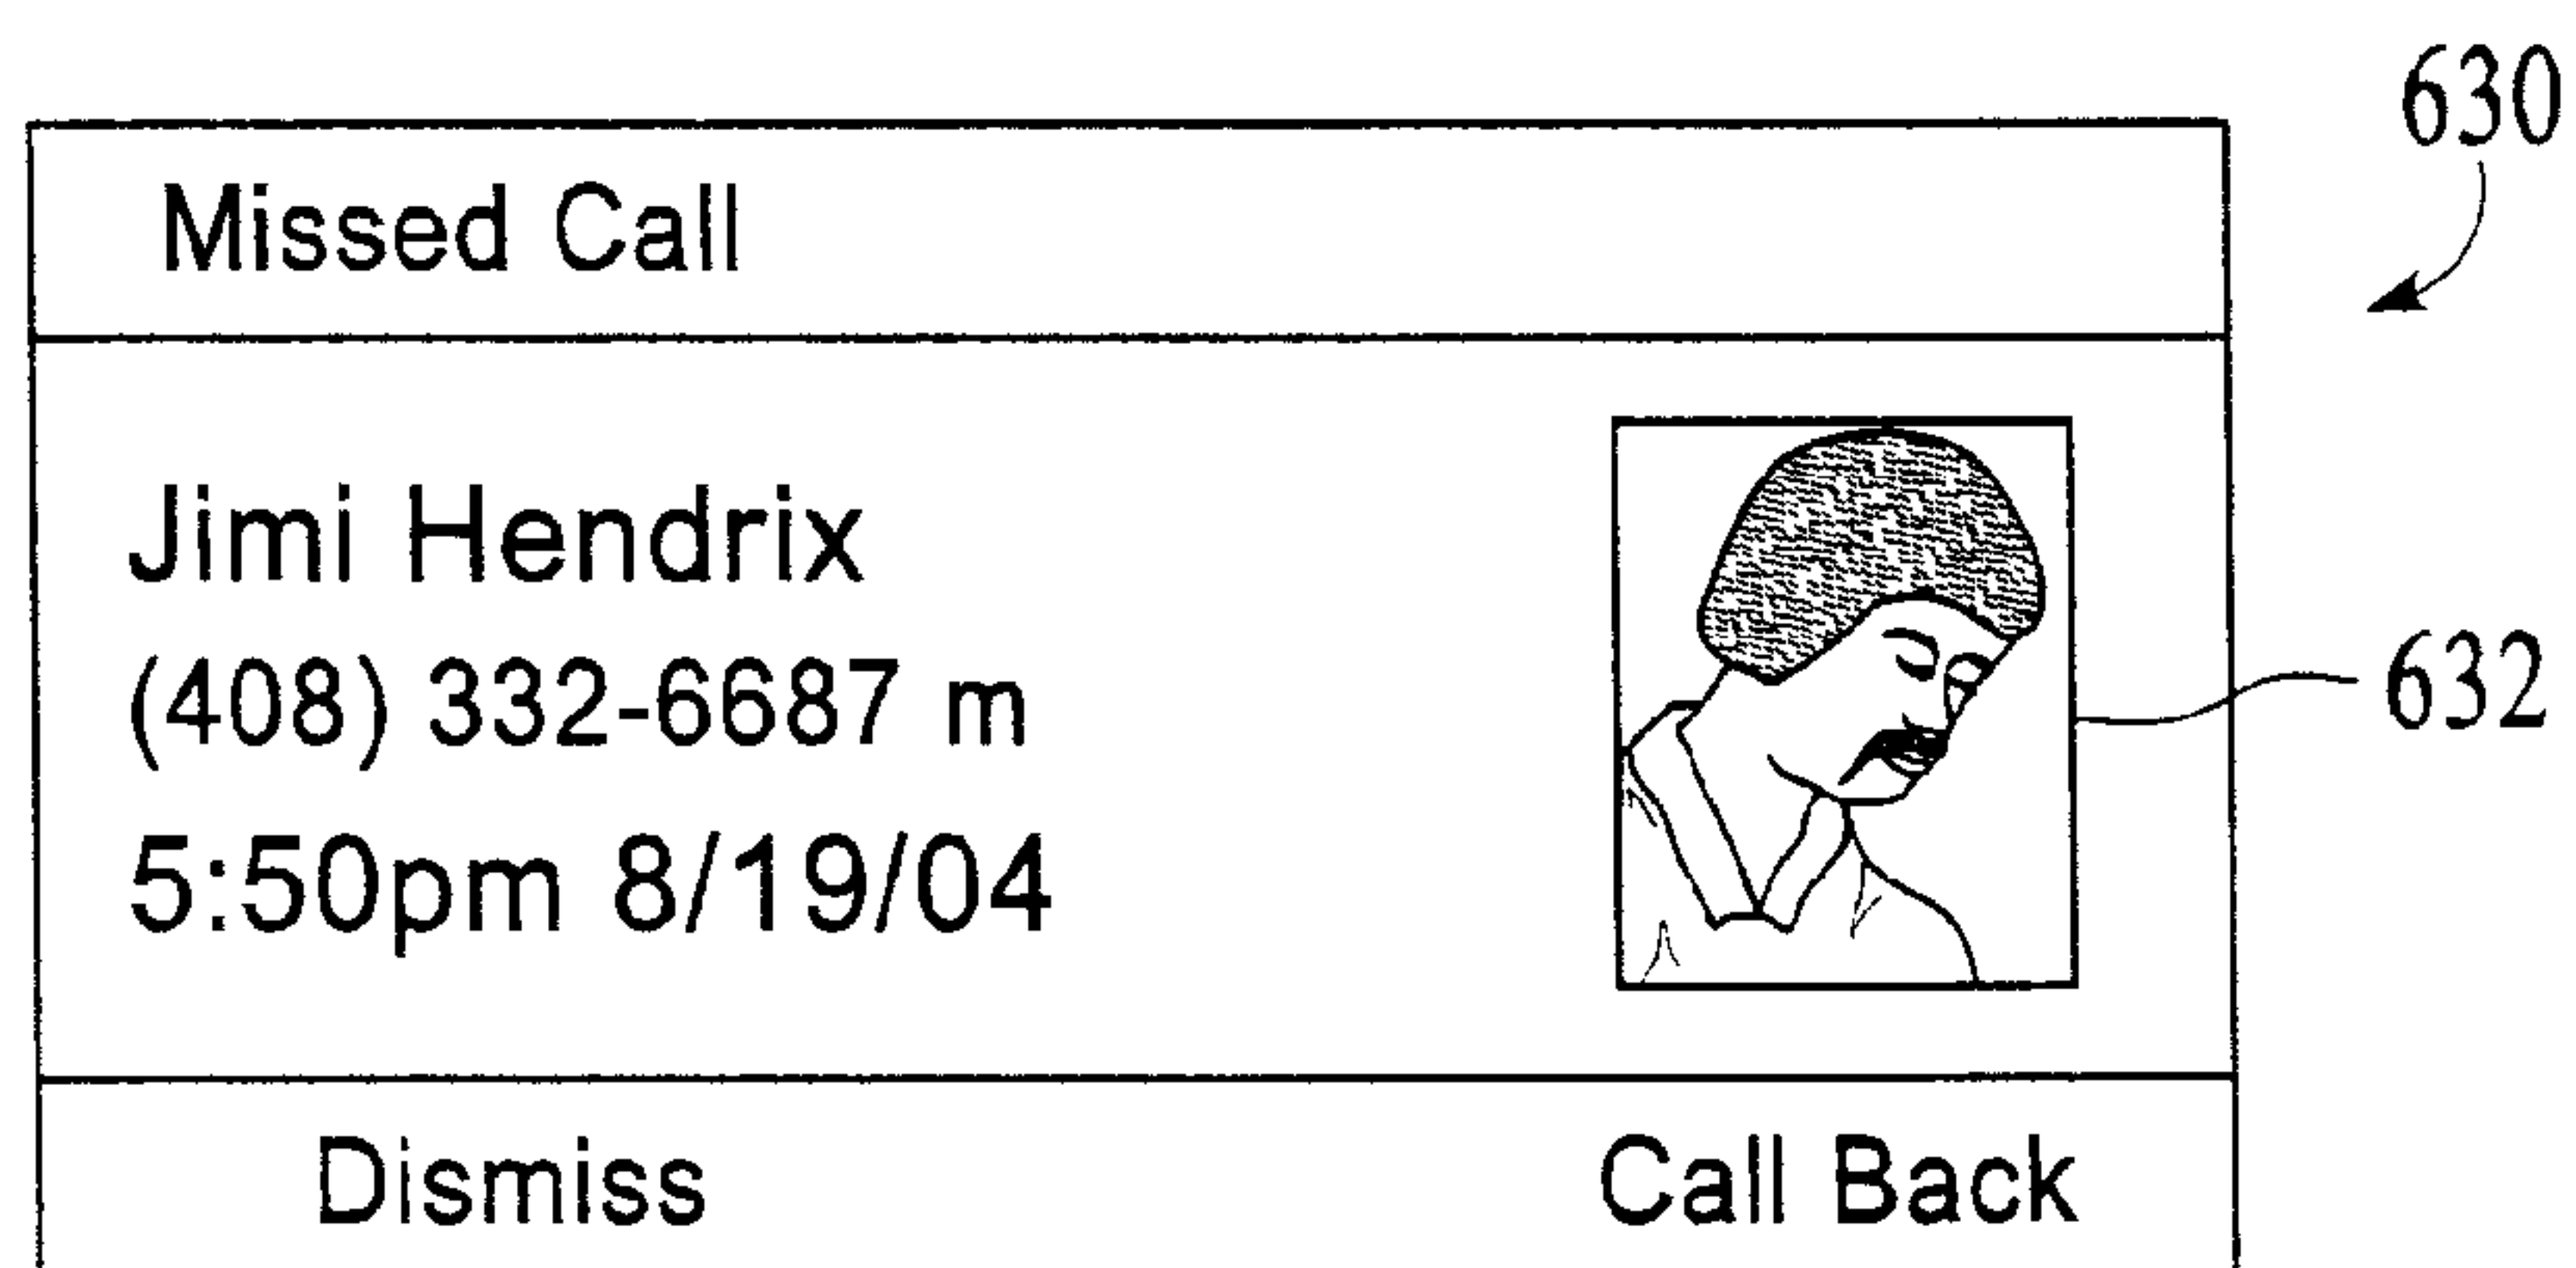 630
Missed Call
Jimi Hendrix
(408) 332-6687 m
632
5:50pm 8/19/04
Dismiss Call Back